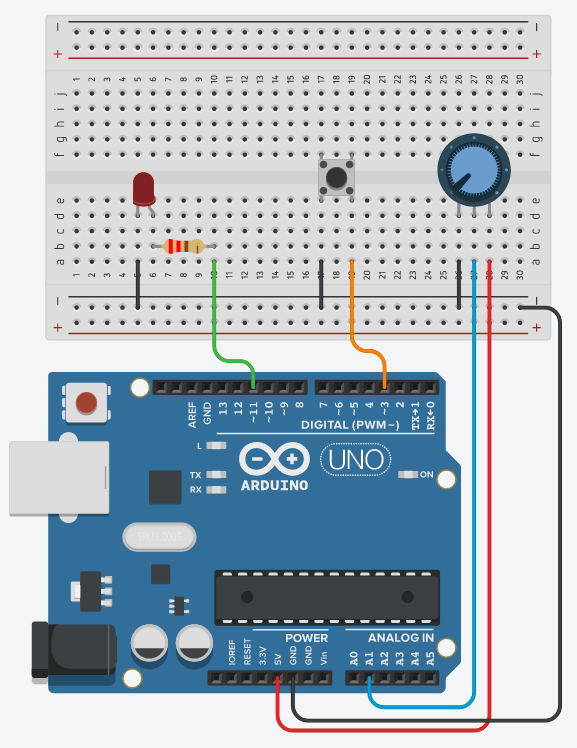 − −
+ +
1 2 3 4 5 6 7 8 9 10 11 12 13 14 15 16 17 18 19 20 21 22 23 24 25 26 27 28 29 30
j j
i i
h h
g g
f f
e e
d d
c c
b b
a a
1 2 3 4 5 6 7 8 9 10 11 12 13 14 15 16 17 18 19 20 21 22 23 24 25 26 27 28 29 30
− −
+ +
AREF GND 13 12 ~11 ~10 ~9 8 7 ~6 ~5 4 ~3 2 TX→1 RX←0
DIGITAL (PWM~)
L
TX
RX
ARDUINO
UNO
ON
POWER ANALOG IN
IOREF RESET 3.3V 5V GND GND Vin A0 A1 A2 A3 A4 A5